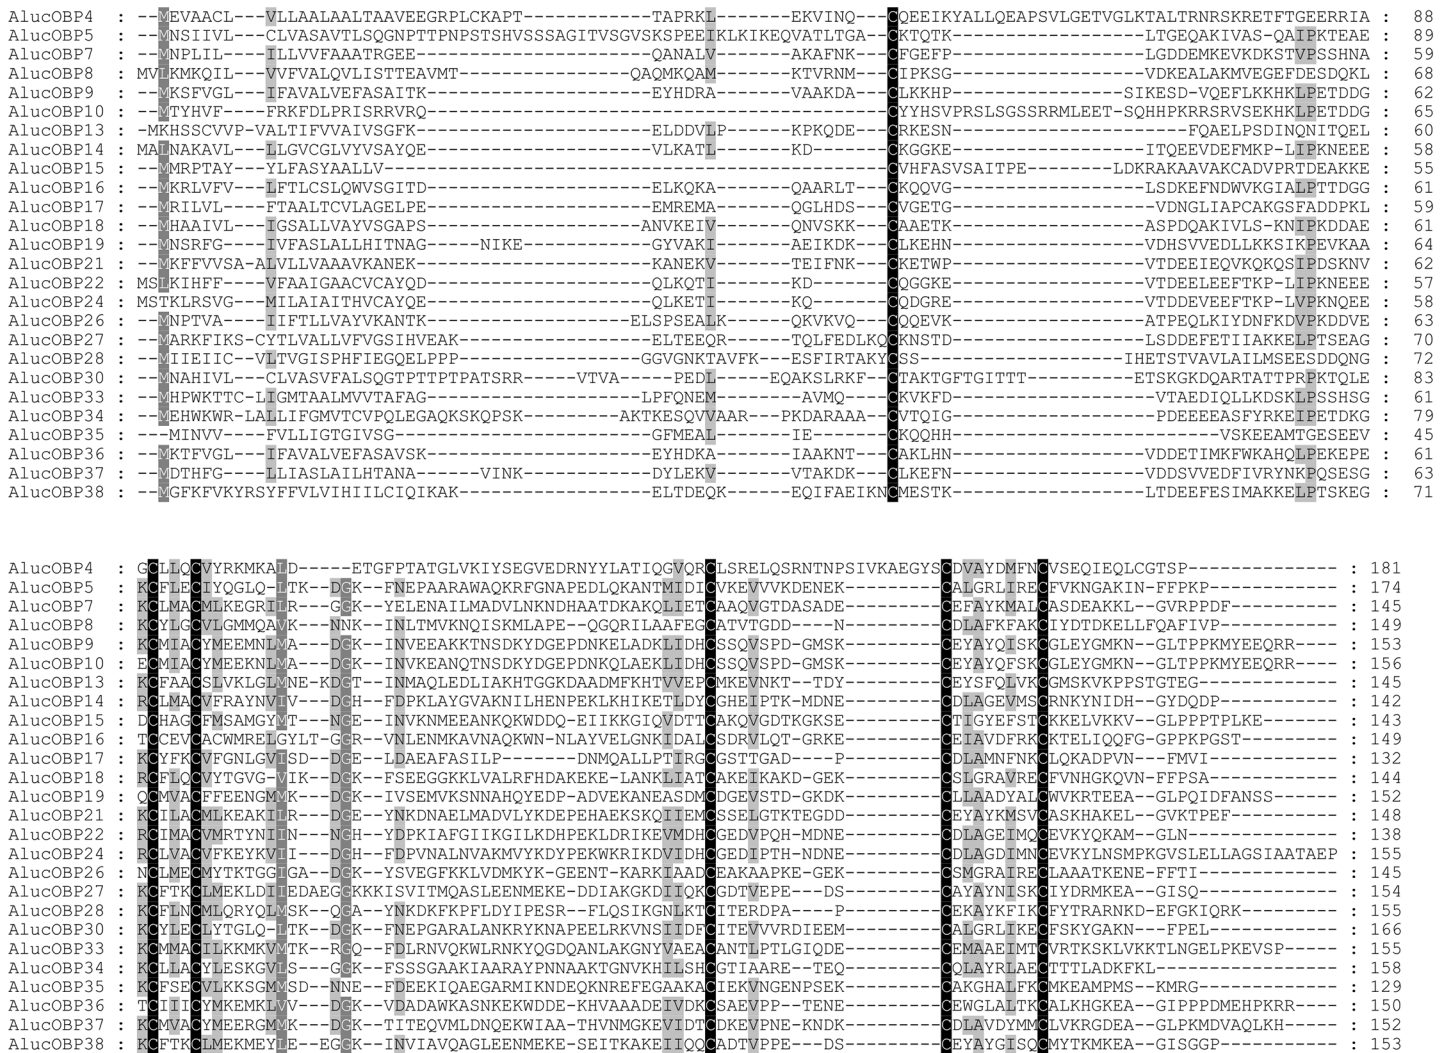 AlucOBP4 : --MEVAACL---VLLAALAALTAAVEEGRPLCKAPT------------TAPRKL-------EKVINQ---CQEEIKYALLQEAPSVLGETVGLKTALTRNRSKRETFTGEERRIA : 88
AlucOBP5 : --MNSIIVL---CLVASAVTLSQGNPTTPNPSTSHVSSSAGITVSGVSKSPEEIKLKIKEQVATLTGA--CKTQTK------------------LTGEQAKIVAS-QAIPKTEAE : 89
AlucOBP7 : --MNPLIL----ILLVVFAAATRGEE----------------------QANALV-------AKVMQA---CFGEFP------------------LGDDEMKEVKDKSTVPSSHNA : 59
AlucOBP8 : MVLKMKQIL---VVFVALQVLISTTEAVMT----------------QAQMKQAM-------KTVRNM---CIPKSG------------------VDKEALAKMVEGEFDESDQKL : 68
AlucOBP9 : --MKSFVGL---IFAVALVEFASAITK---------------------EYHDRA-------VAAKDA---CLKKHP------------------SIKESD-VQEFLKKHKLPETDDG : 62
AlucOBP10 : --MTYHVF----FRKFDLPRISRRVRQ-------------------------------------------CYYHSVPRSLSGSSRRMLEET-SQHHPKRRSRVSEKHKLPETDDG : 65
AlucOBP13 : -MKHSSCVVP-VALTIFVVAIVSGFK---------------------ELDDVLP------KPKQDE----CRKESN----------------------FQAELPSDINQNITQEL : 60
AlucOBP14 : MALNAKAVL---LLGVCGLVYVSAYQE---------------------VLKATL-------KD-------CKGGKE------------------ITQEEVDEFMKP-LIPKNEEE : 58
AlucOBP15 : --MMRPTAY---YLFASYAALLV-----------------------------------------------CVHFASVSAITPE-------LDKRAKAAVAKCADVPRTDEAKKE : 55
AlucOBP16 : --MKRLVFV---LFTLCSLQWVSGITD---------------------ELKQKA-------QAARLT---CKQQVG------------------LSDKEFNDWVKGIALPTTDGG : 61
AlucOBP17 : --MRILVL----FTAALTCVLAGELPE---------------------EMREMA-------QGLHDS---CVGETG-------------------VDNGLIAPCAKGSFADDPKL : 59
AlucOBP18 : --MHAAIVL---IGSALLVAYVSGAPS--------------------ANVKEIV-------QNVSKK---CAAETK------------------ASPDQAKIVLS-KNIPKDDAE : 61
AlucOBP19 : --MNSRFG----IVFASLALLHITNAG-----NIKE------------GYVAKI-------AEIKDK---CLKEHN------------------VDHSVVEDLLKKSIKPEVKAA : 64
AlucOBP21 : --MKFFVVSA-ALVLLVAAVKANEK----------------------KANEKV-------TEIFNK----CKETWP------------------VTDEEIEQVKQKQSIPDSKNV : 62
AlucOBP22 : MSLKIHFF----VFAAIGAACVCAYQD---------------------QLKQTI-------KD-------CQGGKE------------------VTDEELEEFTKP-LIPKNEEE : 57
AlucOBP24 : MSTKLRSVG---MILAIAITHVCAYQE---------------------QLKETI-------KQ-------CQDGRE------------------VTDDEVEEFTKP-LVPKNQEE : 58
AlucOBP26 : --MNPTVA----IIFTLLVAYVKANTK-------------------ELSPSEALK------QKVKVQ---CQQEVK------------------ATPEQLKIYDNFKDVPKDDVE : 63
AlucOBP27 : --MARKFIKS-CYTLVALLVFVGSIHVEAK------------------ELTEEQR------TQLFEDLKQCKNSTD------------------LSDDEFETIIAKKELPTSEAG : 70
AlucOBP28 : --MIIEIIC---VLTVGISPHFIEGQELPPP----------------GGVGNKTAVFK---ESFIRTAKYCSS-------------------IHETSTVAVLAILMSEESDDQNG : 72
AlucOBP30 : --MNAHIVL---CLVASVFALSQGTPTTPTPATSRR-----VTVA-----PEDL-----EQAKSLRKF--CTAKTGFTGITTT----------ETSKGKDQARTATTPRPKTQLE : 83
AlucOBP33 : --MHPWKTTC-LIGMTAALMVVTAFAG---------------------LPFQNEM------AVMQ-----CKVKFD------------------VTAEDIQLLKDSKLPSSHSG : 61
AlucOBP34 : --MEHWKWR-LALLIFGMVTCVPQLEGAQKSKQPSK---------AKTKESQVVAAR---PKDARAAA--CVTQIG------------------PDEEEEASFYRKEIPETDKG : 79
AlucOBP35 : ---MINVV----FVLLIGTGIVSG------------------------GFMEAL-------IE-------CKQQHH-------------------------VSKEEAMTGESEEV : 45
AlucOBP36 : --MKTFVGL---IFAVALVEFASAVSK---------------------EYHDKA-------IAAKNT---CAKLHN------------------VDDETIMKFWKAHQLPEKEPE : 61
AlucOBP37 : --MDTHFG----LLIASLAILHTANA-----VINK-------------DYLEKV-------VTAKDK---CLKEFN------------------VDDSVVEDFIVRYNKPQSESG : 63
AlucOBP38 : --MGFKFVKYRSYFFVLVIHIILCIQIKAK------------------ELTDEQK------EQIFAEIKNCMESTK------------------LTDEEFESIMAKKELPTSKEG : 71
AlucOBP4 : GCLLQCVYRKMKALD-----ETGFPTATGLVKIYSEGVEDRNYYLATIQGVQRCLSRELQSRNTNPSIVKAEGYSCDVAYDMFNCVSEQIEQLCGTSP-------------- : 181
AlucOBP5 : KCFLECIYQGLQ-LTK--DGK--FNEPAARAWAQKRFGNAPEDLQKANTMIDICVKEVVVKDENEK---------CALGRLIRECFVKNGAKIN-FFPKP------------ : 174
AlucOBP7 : KCLMACMLKEGRILR---GGK--YELENAILMADVLNKNDHAATDKAKQLIETCAAQVGTDASADE---------CEFAYKMALCASDEAKKL-GVRPPDF----------- : 145
AlucOBP8 : KCYLGCVLGMMQAVK---NNK--INLTMVKNQISKMLAPE--QGQRILAAFEGCATVTGDD----N---------CDLAFKFAKCIYDTDKELLFQAFIVP----------- : 149
AlucOBP9 : KCMIACYMEEMNLMA---DGK--INVEEAKKTNSDKYDGEPDNKELADKLIDHCSSQVSPD-GMSK---------CEYAYQISKCGLEYGMKN--GLTPPKMYEEQRR---- : 153
AlucOBP10 : ECMIACYMEEKNLMA---DGK--INVKEANQTNSDKYDGEPDNKELADKLIDHCSSQVSPD-GMSK---------CEYAYQFSKCGLEYGMKN--GLTPPKMYEEQRR---- : 156
AlucOBP13 : KCFAACSLVKLGLMNE-KDGT--INMAQLEDLIAKHTGGKDAADMFKHTVVEPCMKEVNKT--TDY---------CEYSFQLVKCGMSKVKPPSTGTEG------------- : 145
AlucOBP14 : RCLMACVFRAYNVIV---DGH--FDPKLAYGVAKNILHENPEKLKHIKETLDYCGHEIPTK-MDNE---------CDLAGEVMSCRNKYNIDH--GYDQDP----------- : 142
AlucOBP15 : DCHAGCFMSAMGYMT---NGE--INVKNMEEANKQKWDDQ-EIIKKGIQVDTTCAKQVGDTKGKSE---------CTIGYEFSTCKKELVKKV--GLPPPTPLKE------- : 143
AlucOBP16 : TCCEVCACWMRELGYLT-GGR--VNLENMKAVNAQKWN-NLAYVELGNKIDALCSDRVLQT-GRKE---------CEIAVDFRKCKTELIQQFG-GPPKPGST--------- : 149
AlucOBP17 : KCYFKCVFGNLGVISD--DGE--LDAEAFASILP-----DNMQALLPTIRGCGSTTGAD----P-----------CDLAMNFNKCLQKADPVN---FMVI------------ : 132
AlucOBP18 : RCFLQCVYTGVG-VIK--DGK--FSEEGGKKLVALRFHDAKEKE-LANKLIATCAKEIKAKD-GEK---------CSLGRAVRECFVNHGKQVN-FFPSA------------ : 144
AlucOBP19 : QCMVACFFEENGMMK---DGK--IVSEMVKSNNAHQYEDP-ADVEKANEASDMCDGEVSTD-GKDK---------CLLAADYALCWVKRTEEA--GLPQIDFANSS------ : 152
AlucOBP21 : KCILACMLKEAKILR---DGE--YNKDNAELMADVLYKDEPEHAEKSKQIIEMCSSELGTKTEGDD---------CEYAYKMSVCASKHAKEL--GVKTPEF---------- : 148
AlucOBP22 : RCIMACVMRTYNIIN---NGH--YDPKIAFGIIKGILKDHPEKLDRIKEVMDHCGEDVPQH-MDNE---------CDLAGEIMQCEVKYQKAM--GLN-------------- : 138
AlucOBP24 : RCLVACVFKEYKVII---DGH--FDPVNALNVAKMVYKDYPEKWKRIKDVIDHCGEDIPTH-NDNE---------CDLAGDIMNCEVKYLNSMPKGVSLELLAGSIAATAEP : 155
AlucOBP26 : NCLMECMYTKTGGIGA--DGK--YSVEGFKKLVDMKYK-GEENT-KARKIAADCEAKAAPKE-GEK---------CSMGRAIRECLAAATKENE-FFTI------------- : 145
AlucOBP27 : KCFTKCLMEKLDIIEDAEGGKKKISVITMQASLEENMEKE-DDIAKGKDIIQKCGDTVEPE--DS----------CAYAYNISKCIYDRMKEA--GISQ------------- : 154
AlucOBP28 : KCFLNCMLQRYQLMSK--QGA--YNKDKFKPFLDYIPESR--FLQSIKGNLKTCITERDPA----P---------CEKAYKFIKCFYTRARNKD-EFGKIQRK--------- : 155
AlucOBP30 : KCYLECLYTGLQ-LTK--DGK--FNEPGARALANKRYKNAPEELRKVNSIIDFCITEVVVRDIEEM---------CALGRLIKECFSKYGAKN---FPEL------------ : 166
AlucOBP33 : KCMMACILKKMKVMTK--RGQ--FDLRNVQKWLRNKYQGDQANLAKGNYVAEACANTLPTLGIQDE---------CEMAAEIMTCVRTKSKLVKKTLNGELPKEVSP----- : 155
AlucOBP34 : KCLLACYLESKGVLS---GGK--FSSSGAAKIAARAYPNNAAKTGNVKHILSHCGTIAARE--TEQ---------CQLAYRLAECTTTLADKFKL----------------- : 158
AlucOBP35 : KCFSECVLKKSGMMSD--NNE--FDEEKIQAEGARMIKNDEQKNREFEGAAKACIEKVNGENPSEK---------CAKGHALFKCMKEAMPMS--KMRG------------- : 129
AlucOBP36 : TCIIICYMKEMKLVV---DGK--VDADAWKASNKEKWDDE-KHVAAADEIVDKCSAEVPP--TENE---------CEWGLALTKCALKHGKEA--GIPPPDMEHPKRR---- : 150
AlucOBP37 : KCMVACYMEERGMMK---DGK--TITEQVMLDNQEKWIAA-THVNMGKEVIDTCDKEVPNE-KNDK---------CDLAVDYMMCLVKRGDEA--GLPKMDVAQLKH----- : 152
AlucOBP38 : KCFTKCLMEKMEYLE---EGGK--INVIAVQAGLEENMEKE-SEITKAKEIIQQCADTVPPE--DS---------CEYAYGISQCMYTKMKEA--GISGGP----------- : 153